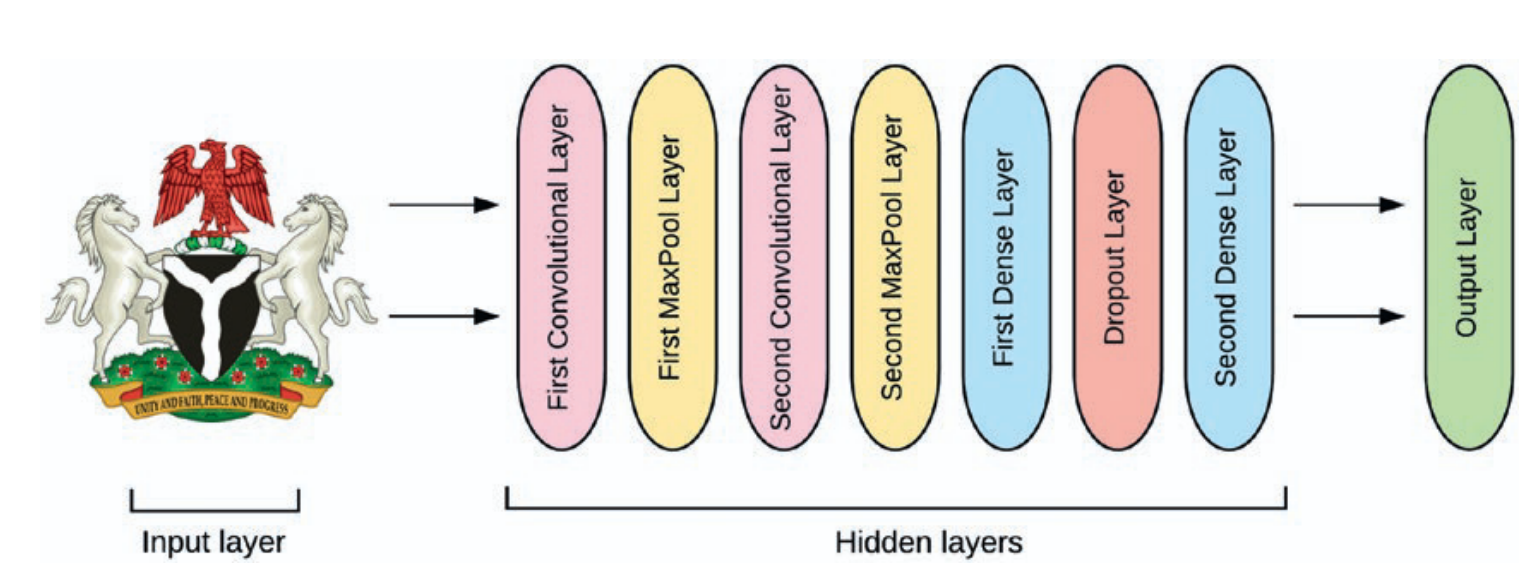 First Convolutional Layer
First MaxPool Layer
Second Convolutional Layer
Second MaxPool Layer
First Dense Layer
Dropout Layer
Second Dense Layer
Output Layer
UNITY AND FAITH, PEACE AND PROGRESS
Input layer
Hidden layers